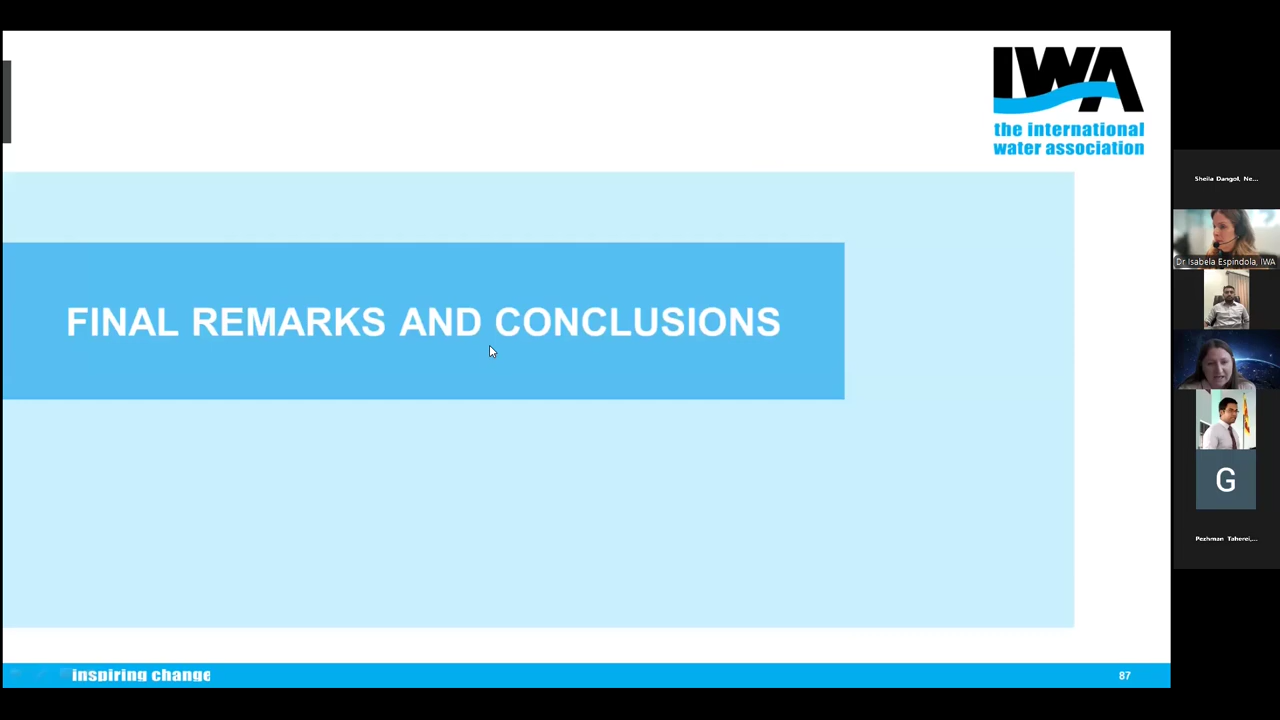 IWA
the international
water association
FINAL REMARKS AND CONCLUSIONS
inspiring change
87
Sheila Dangol, Ne...
Dr Isabela Espindola, IWA
G
Pezhman Taherei,...